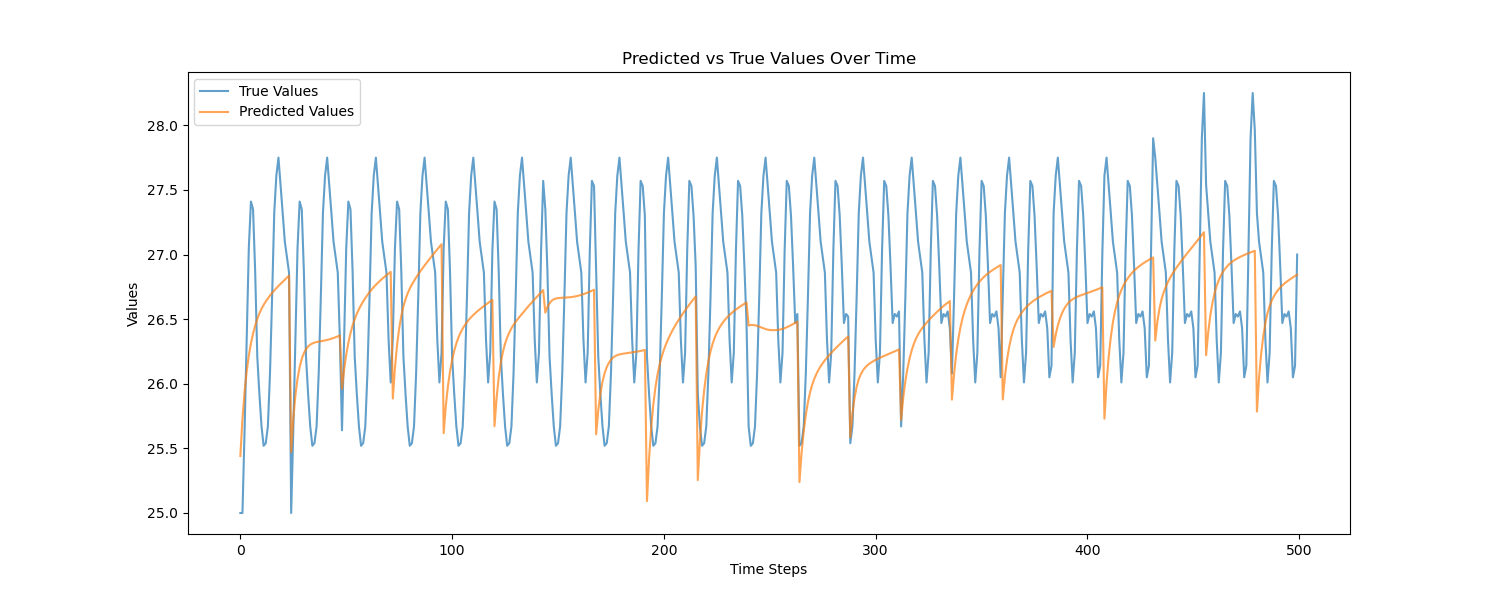 Predicted vs True Values Over Time
True Values
Predicted Values
Values
28.0
27.5
27.0
26.5
26.0
25.5
25.0
0 100 200 300 400 500
Time Steps